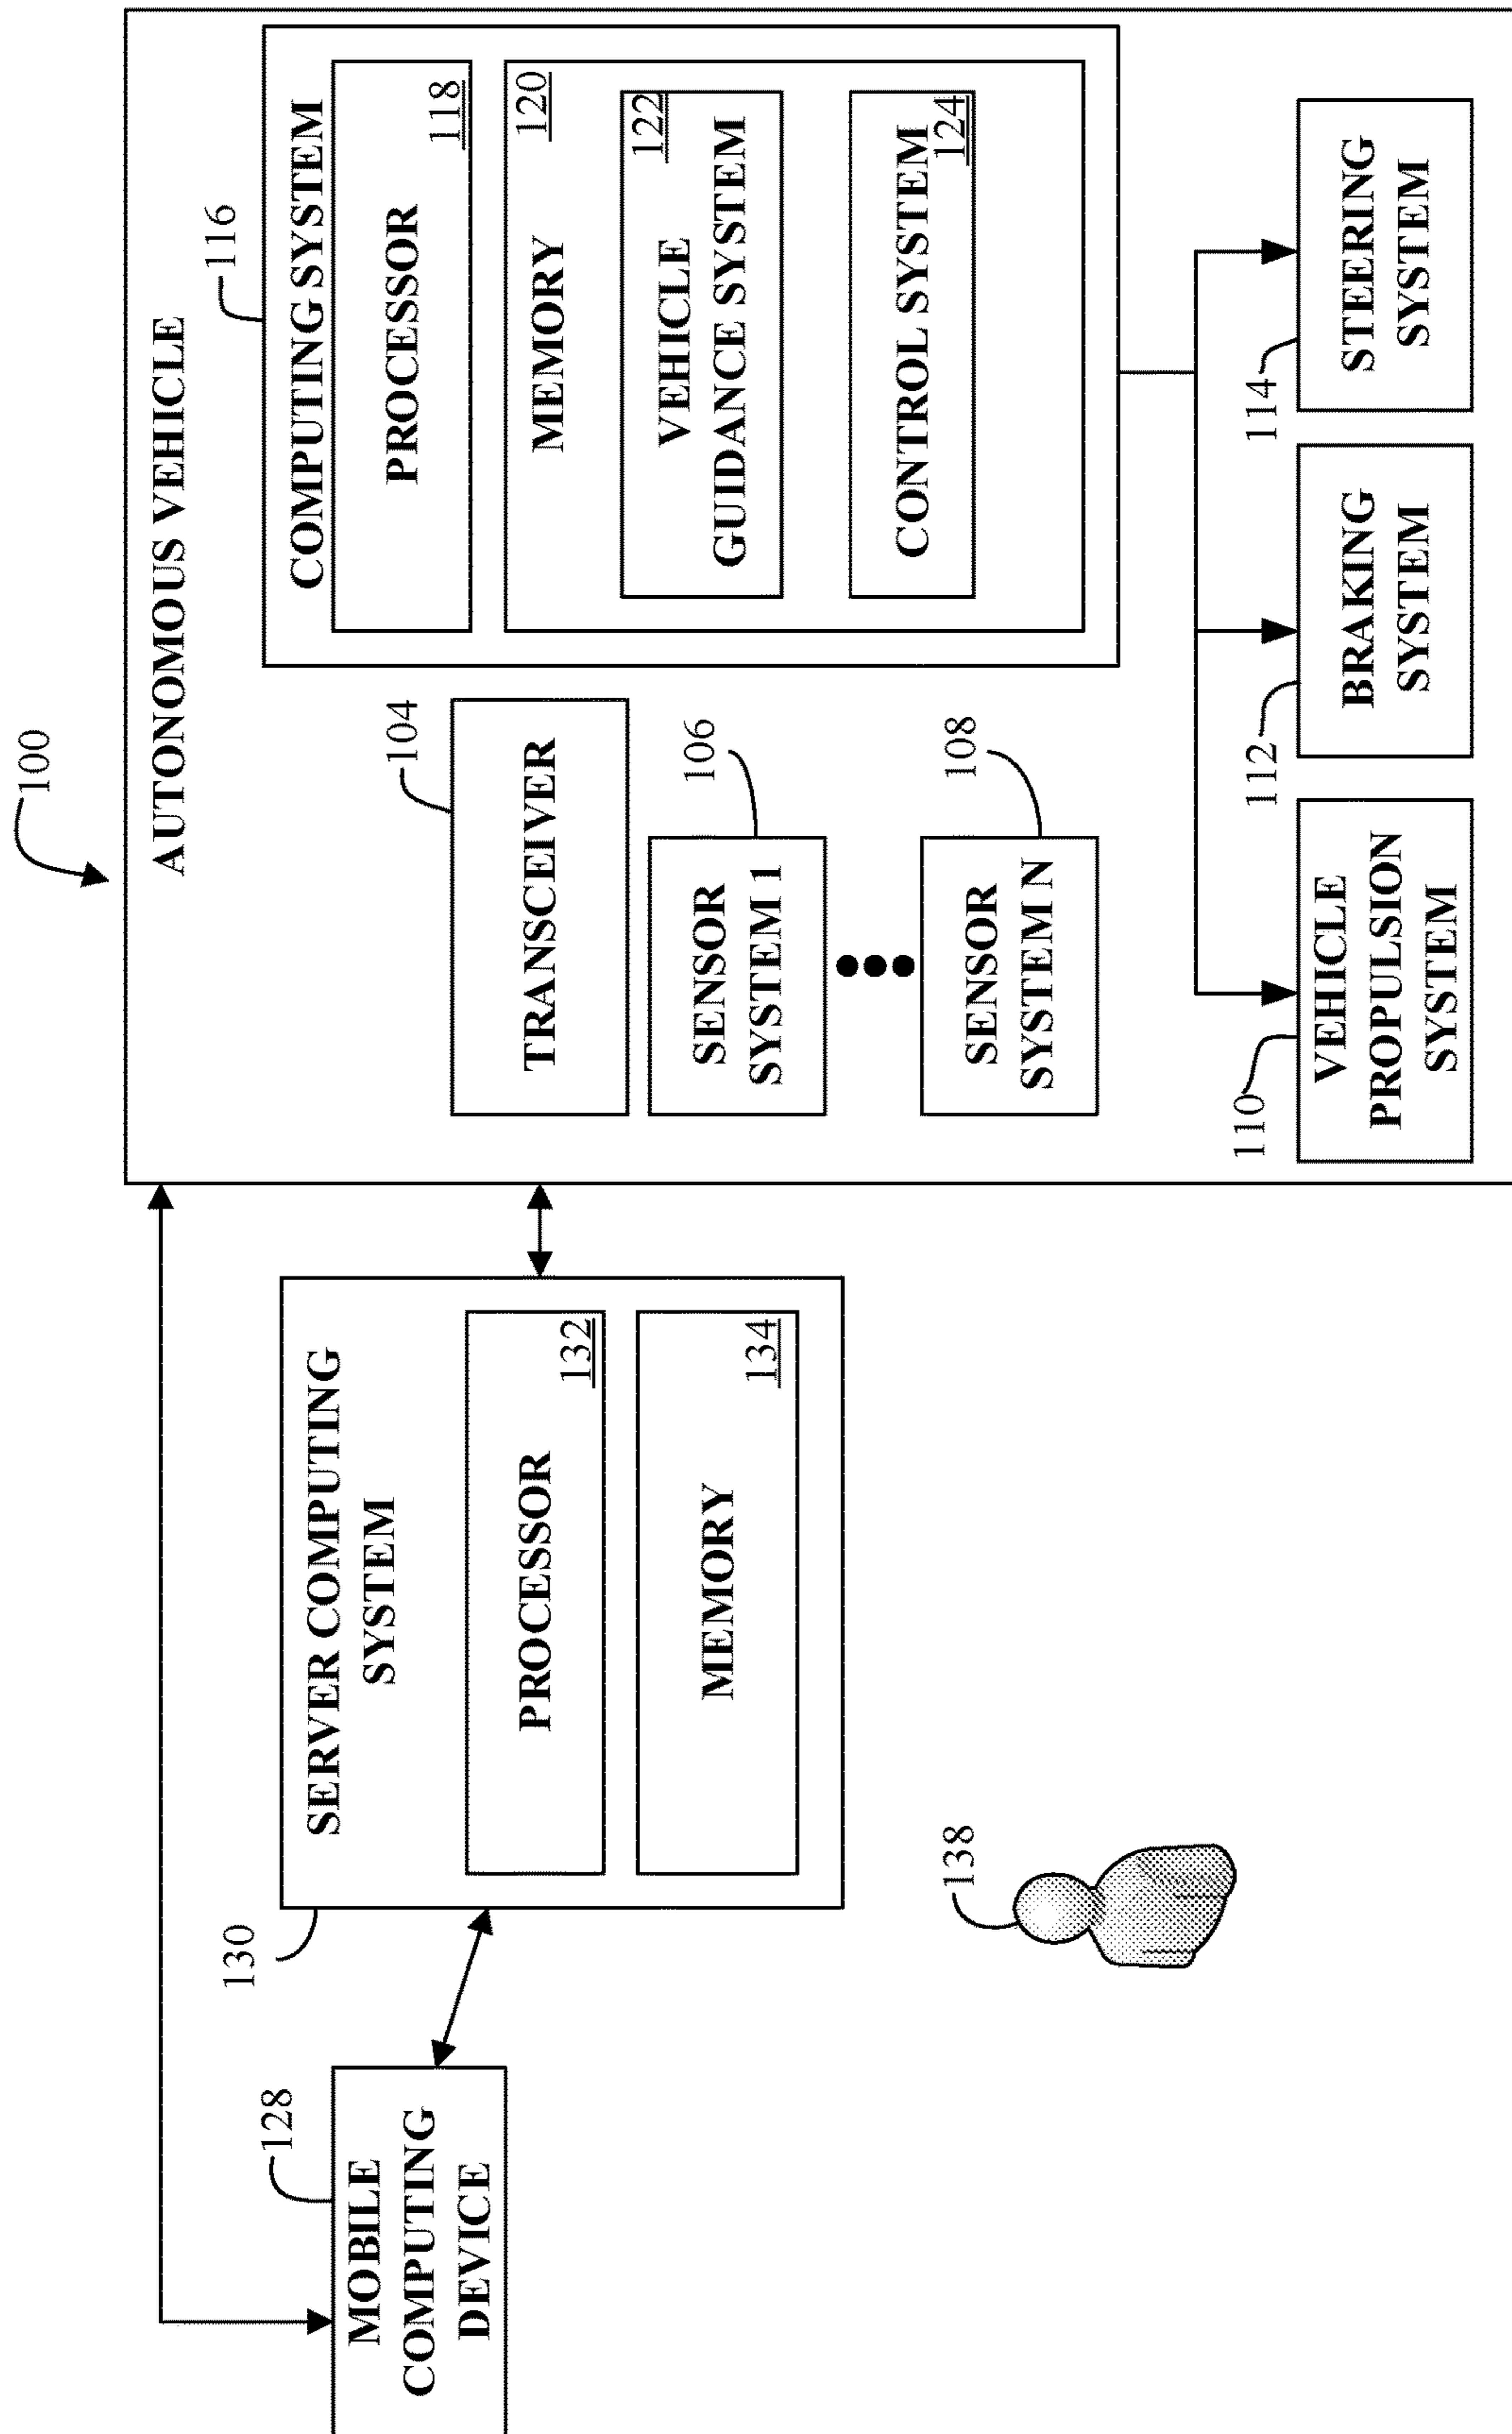 100
AUTONOMOUS VEHICLE
116
COMPUTING SYSTEM
PROCESSOR
118
MEMORY
120
VEHICLE
GUIDANCE SYSTEM
122
CONTROL SYSTEM
124
104
TRANSCEIVER
106
SENSOR
SYSTEM 1
108
SENSOR
SYSTEM N
110
VEHICLE
PROPULSION
SYSTEM
112
BRAKING
SYSTEM
114
STEERING
SYSTEM
130
SERVER COMPUTING
SYSTEM
PROCESSOR
132
MEMORY
134
128
MOBILE
COMPUTING
DEVICE
138